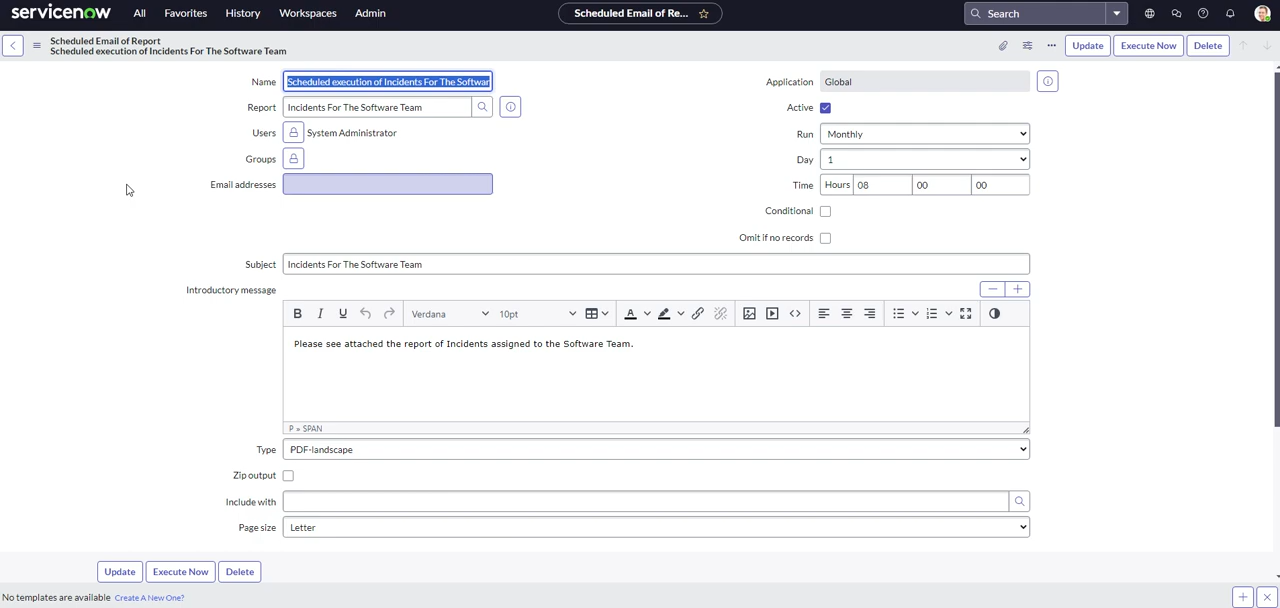 servicenow All Favorites History Workspaces Admin Scheduled Email of Re... Search
Scheduled Email of Report
Scheduled execution of Incidents For The Software Team
Update Execute Now Delete
Name Scheduled execution of Incidents For The Softwar
Application Global
Report Incidents For The Software Team
Active
Users System Administrator
Run Monthly
Groups
Day 1
Email addresses
Time Hours 08 00 00
Conditional
Omit if no records
Subject Incidents For The Software Team
Introductory message
B I U Verdana 10pt A
Please see attached the report of Incidents assigned to the Software Team.
P » SPAN
Type PDF-landscape
Zip output
Include with
Page size Letter
Update Execute Now Delete
No templates are available Create A New One?